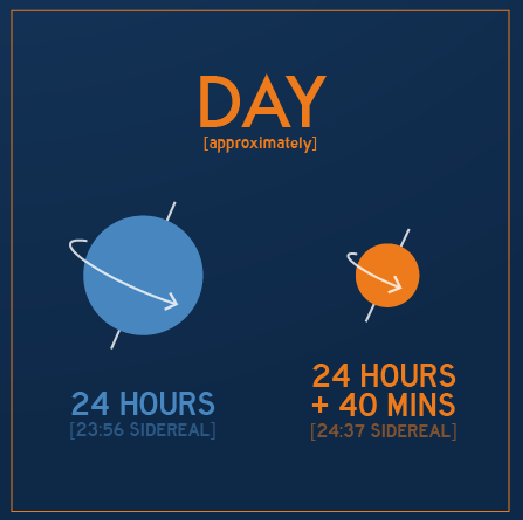 DAY
[approximately]
24 HOURS
[23:56 SIDEREAL]
24 HOURS
+ 40 MINS
[24:37 SIDEREAL]